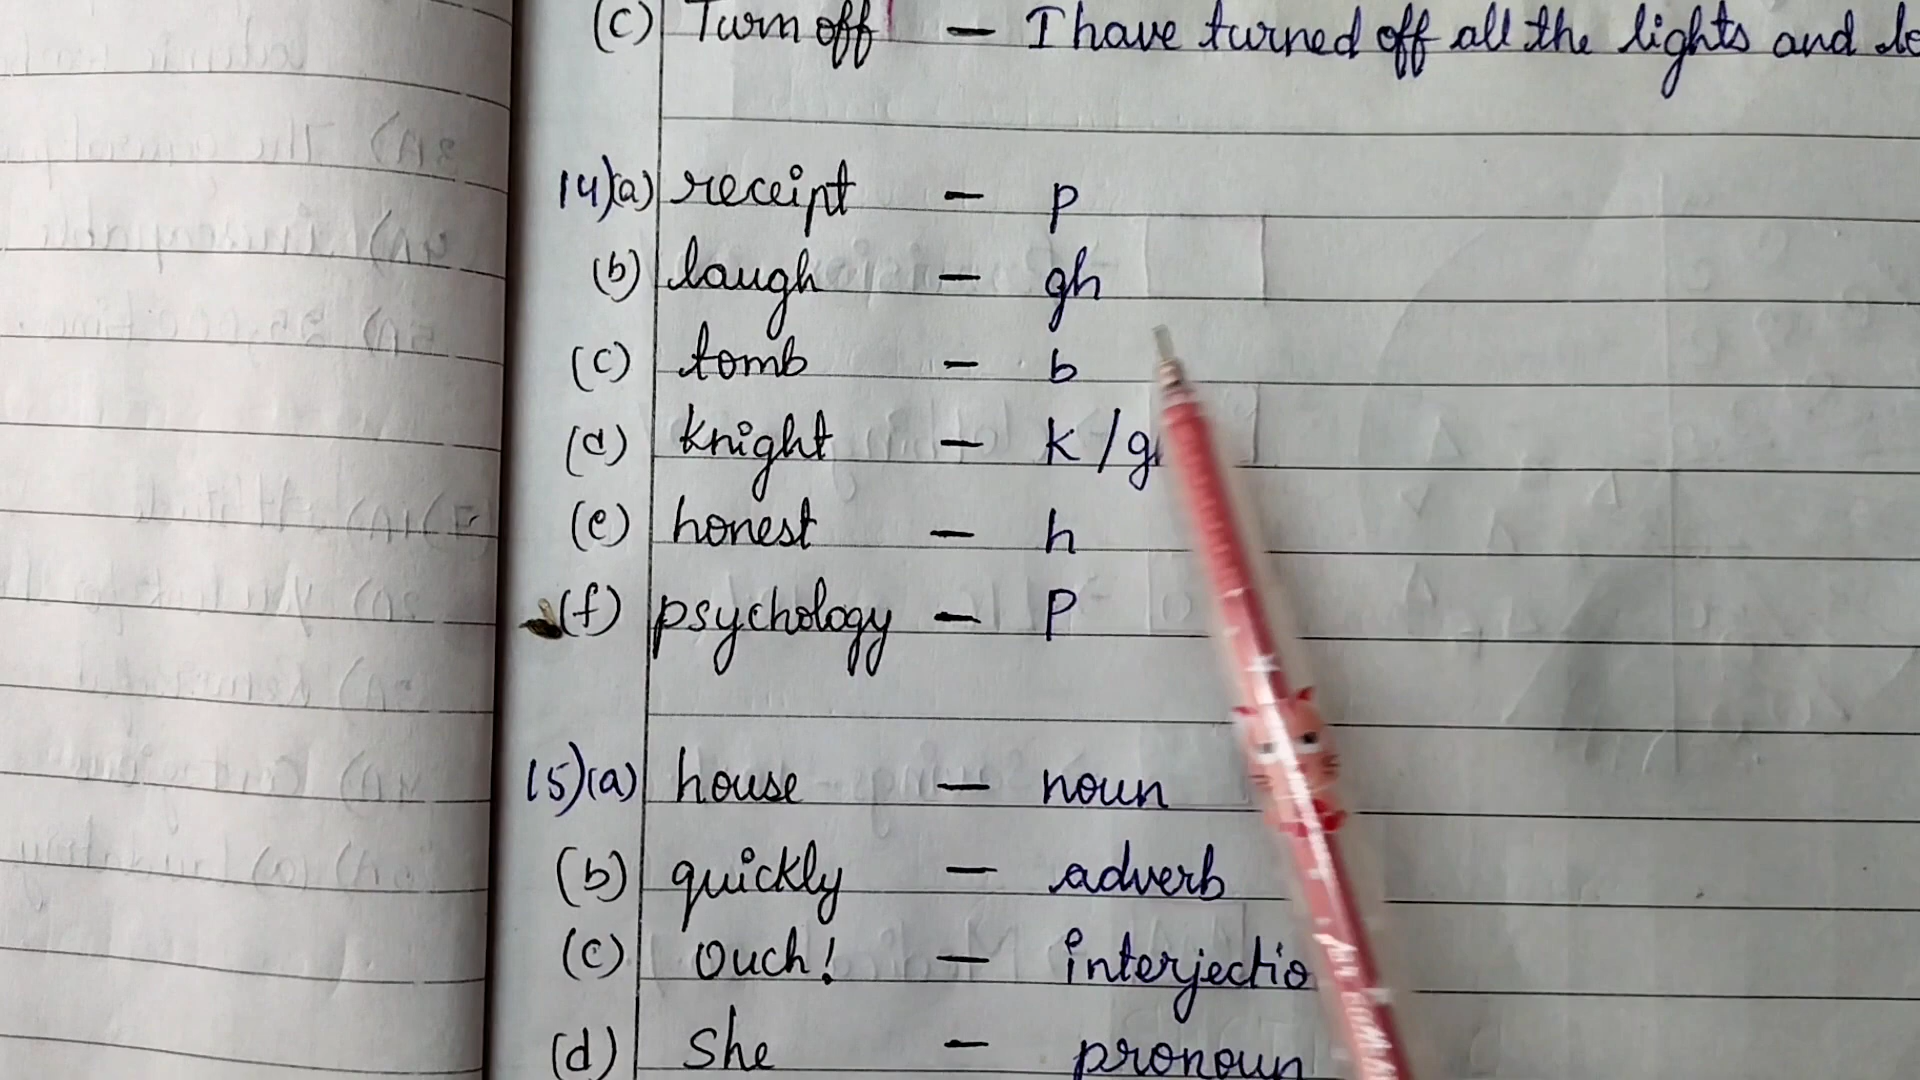 (c) Turn off - I have turned off all the lights and
14)(a) receipt - p
(b) laugh - gh
(c) tomb - b
(d) knight - k/g
(e) honest - h
(f) psychology - P
15)(a) house - noun
(b) quickly - adverb
(c) Ouch! - interjectio
(d) She - pronoun